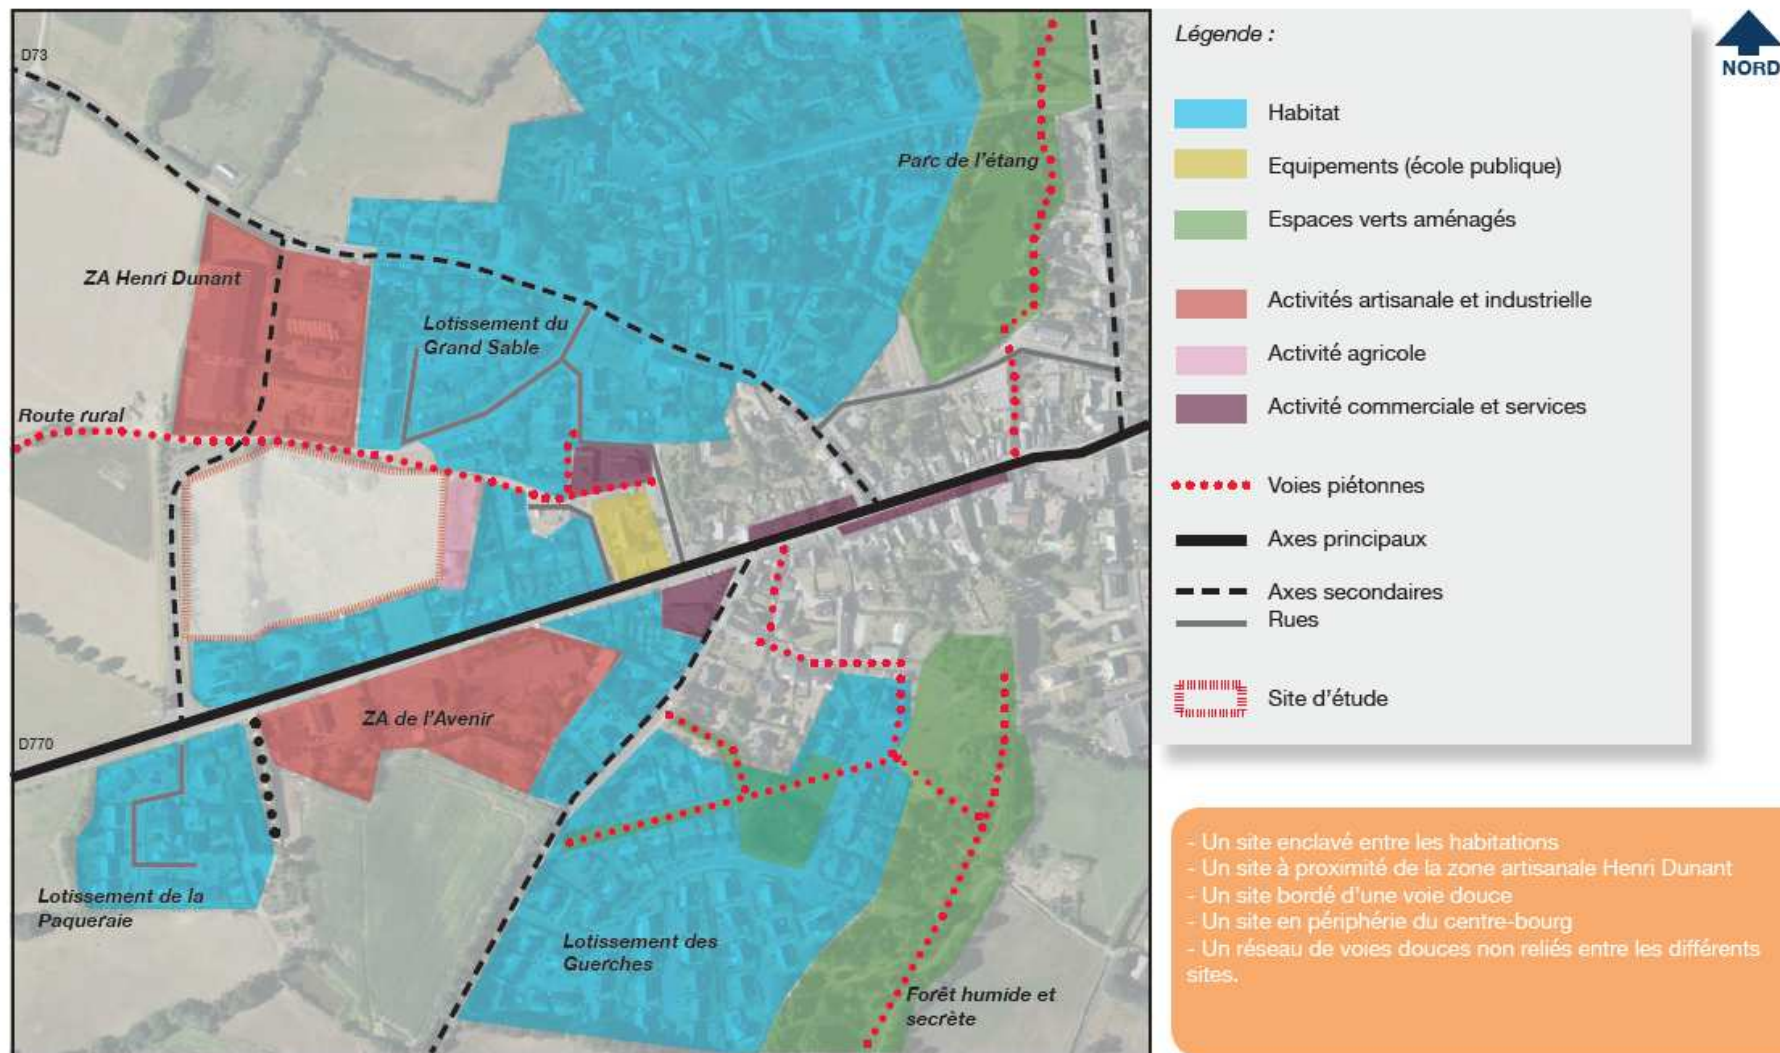 D73
Parc de l'étang
ZA Henri Dunant
Lotissement du
Grand Sable
Route rural
ZA de l'Avenir
D770
Lotissement de la
Paqueraie
Lotissement des
Guerches
Forêt humide et
secrète
Légende :
Habitat
Equipements (école publique)
Espaces verts aménagés
Activités artisanale et industrielle
Activité agricole
Activité commerciale et services
Voies piétonnes
Axes principaux
Axes secondaires
Rues
Site d'étude
NORD
- Un site enclavé entre les habitations
- Un site à proximité de la zone artisanale Henri Dunant
- Un site bordé d'une voie douce
- Un site en périphérie du centre-bourg
- Un réseau de voies douces non reliés entre les différents
sites.